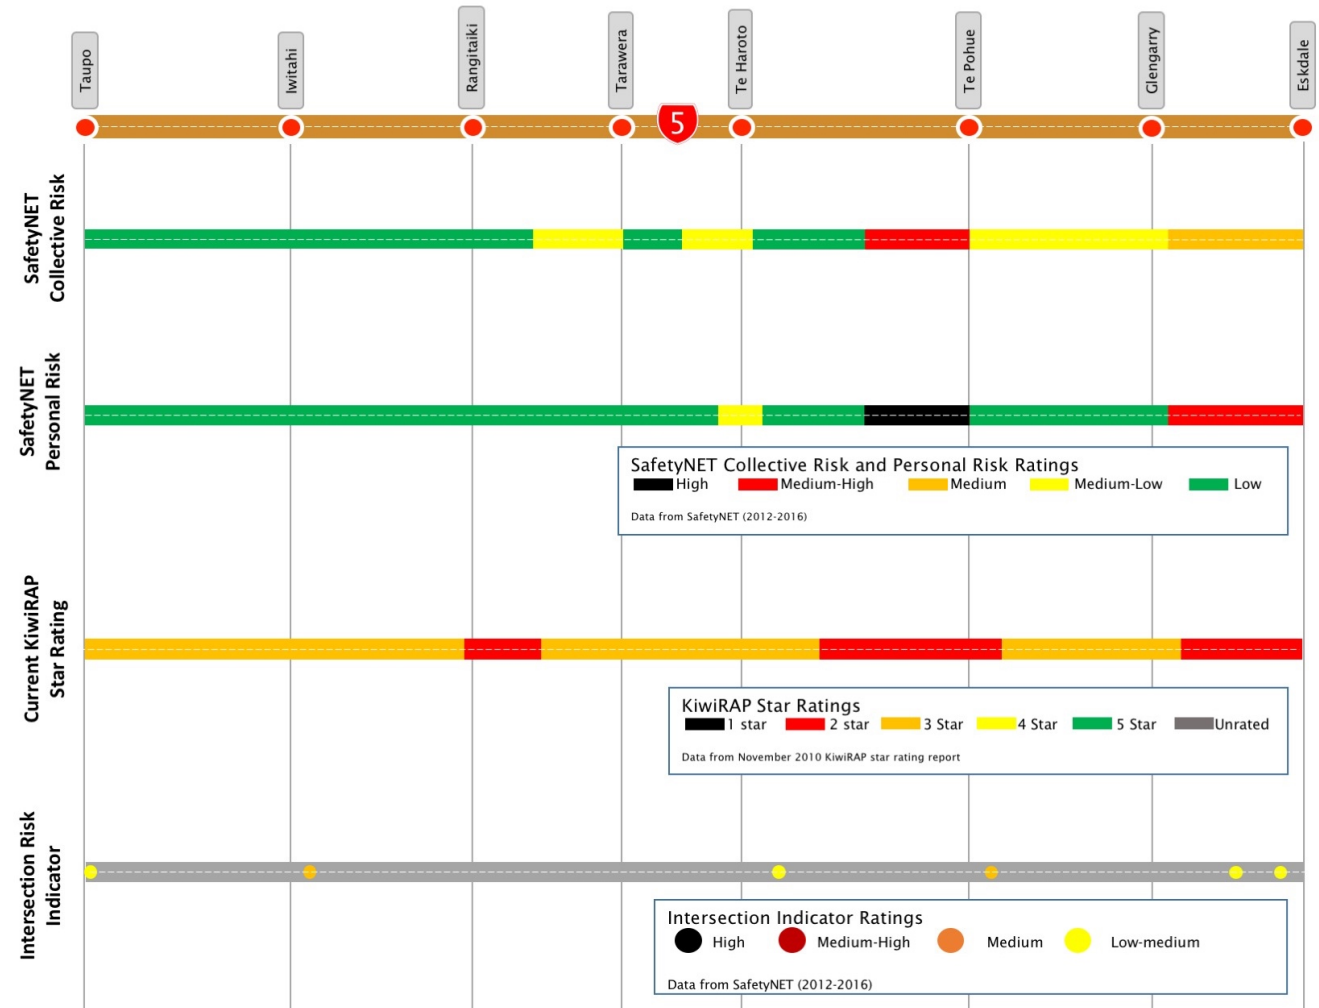 Taupo
Iwitahi
Rangitaiki
Tarawera
Te Haroto
Te Pohue
Glengarry
Eskdale
5
SafetyNET
Collective Risk
SafetyNET
Personal Risk
SafetyNET Collective Risk and Personal Risk Ratings
High Medium-High Medium Medium-Low Low
Data from SafetyNET (2012-2016)
Current KiwiRAP
Star Rating
KiwiRAP Star Ratings
1 star 2 star 3 Star 4 Star 5 Star Unrated
Data from November 2010 KiwiRAP star rating report
Intersection Risk
Indicator
Intersection Indicator Ratings
High Medium-High Medium Low-medium
Data from SafetyNET (2012-2016)